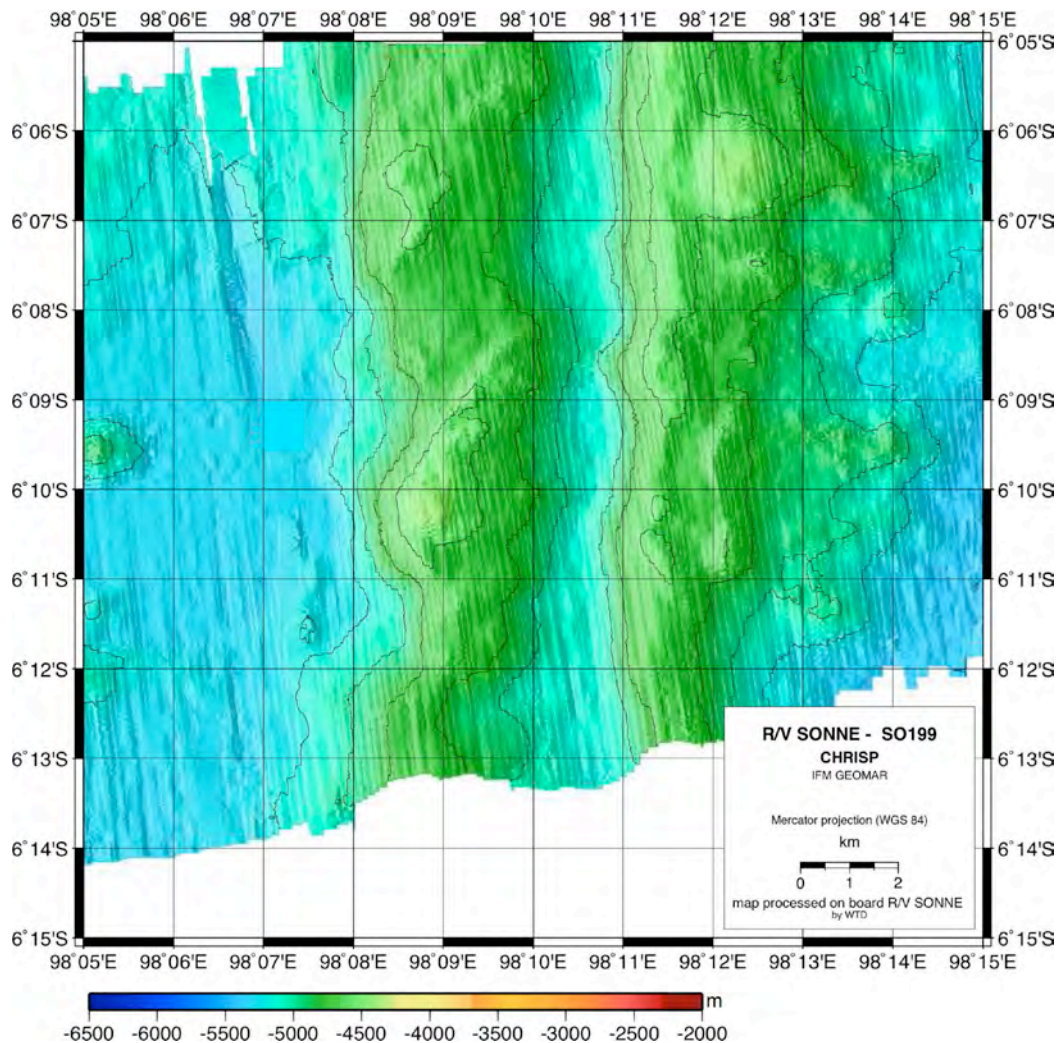 98˚05'E 98˚06'E 98˚07'E 98˚08'E 98˚09'E 98˚10'E 98˚11'E 98˚12'E 98˚13'E 98˚14'E 98˚15'E
6˚05'S 6˚05'S
6˚06'S 6˚06'S
6˚07'S 6˚07'S
6˚08'S 6˚08'S
6˚09'S 6˚09'S
6˚10'S 6˚10'S
6˚11'S 6˚11'S
6˚12'S 6˚12'S
6˚13'S 6˚13'S
6˚14'S 6˚14'S
6˚15'S 6˚15'S
R/V SONNE - SO199
CHRISP
IFM GEOMAR
Mercator projection (WGS 84)
km
0 1 2
map processed on board R/V SONNE
by WTD
98˚05'E 98˚06'E 98˚07'E 98˚08'E 98˚09'E 98˚10'E 98˚11'E 98˚12'E 98˚13'E 98˚14'E 98˚15'E
m
-6500 -6000 -5500 -5000 -4500 -4000 -3500 -3000 -2500 -2000